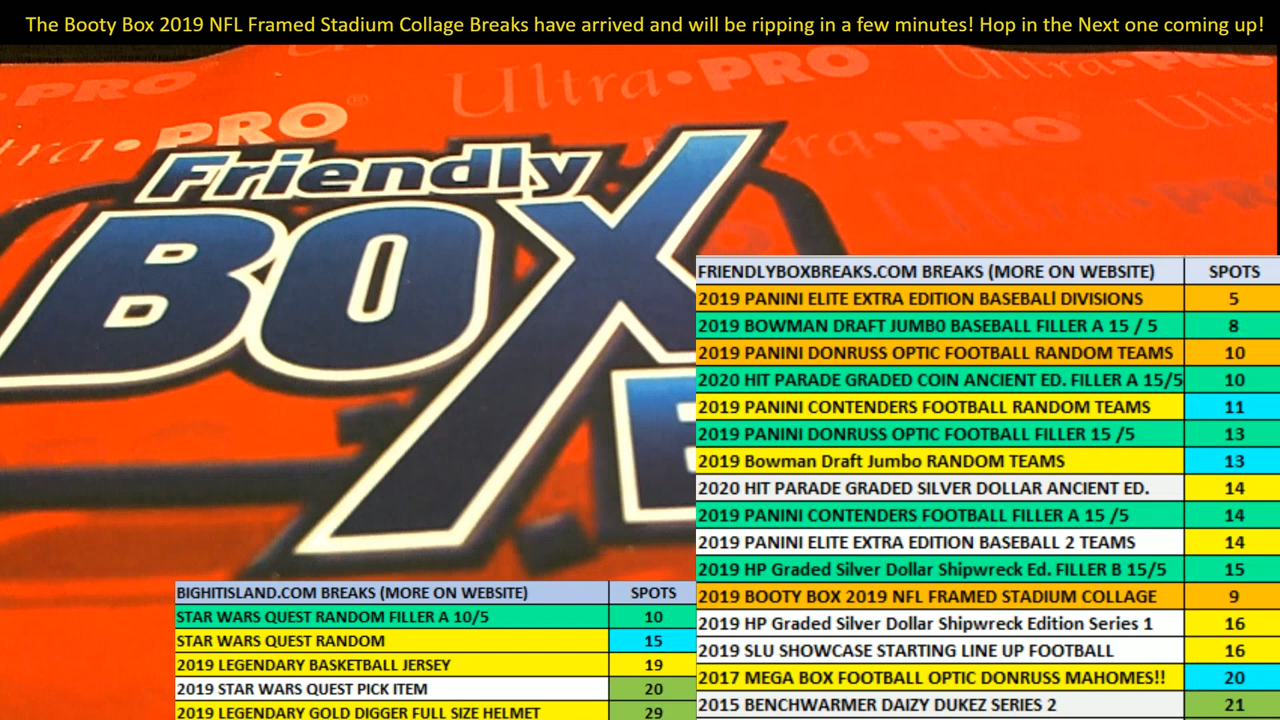 The Booty Box 2019 NFL Framed Stadium Collage Breaks have arrived and will be ripping in a few minutes! Hop in the Next one coming up!
Ultra•PRO
PRO
tra•PRO®
Friendly
BOX
FRIENDLYBOXBREAKS.COM BREAKS (MORE ON WEBSITE) SPOTS
2019 PANINI ELITE EXTRA EDITION BASEBAll DIVISIONS 5
2019 BOWMAN DRAFT JUMB0 BASEBALL FILLER A 15 / 5 8
2019 PANINI DONRUSS OPTIC FOOTBALL RANDOM TEAMS 10
2020 HIT PARADE GRADED COIN ANCIENT ED. FILLER A 15/5 10
2019 PANINI CONTENDERS FOOTBALL RANDOM TEAMS 11
2019 PANINI DONRUSS OPTIC FOOTBALL FILLER 15 /5 13
2019 Bowman Draft Jumbo RANDOM TEAMS 13
2020 HIT PARADE GRADED SILVER DOLLAR ANCIENT ED. 14
2019 PANINI CONTENDERS FOOTBALL FILLER A 15 /5 14
2019 PANINI ELITE EXTRA EDITION BASEBALL 2 TEAMS 14
2019 HP Graded Silver Dollar Shipwreck Ed. FILLER B 15/5 15
2019 BOOTY BOX 2019 NFL FRAMED STADIUM COLLAGE 9
2019 HP Graded Silver Dollar Shipwreck Edition Series 1 16
2019 SLU SHOWCASE STARTING LINE UP FOOTBALL 16
2017 MEGA BOX FOOTBALL OPTIC DONRUSS MAHOMES!! 20
2015 BENCHWARMER DAIZY DUKEZ SERIES 2 21
BIGHITISLAND.COM BREAKS (MORE ON WEBSITE) SPOTS
STAR WARS QUEST RANDOM FILLER A 10/5 10
STAR WARS QUEST RANDOM 15
2019 LEGENDARY BASKETBALL JERSEY 19
2019 STAR WARS QUEST PICK ITEM 20
2019 LEGENDARY GOLD DIGGER FULL SIZE HELMET 29